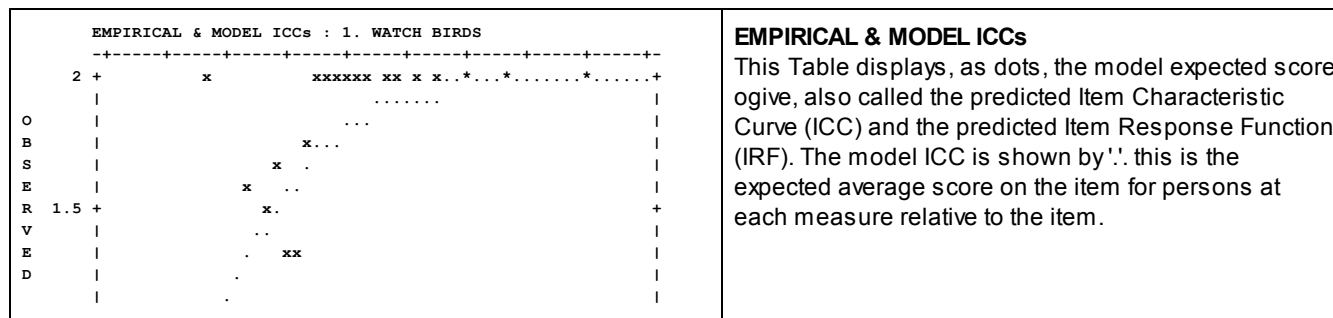 EMPIRICAL & MODEL ICCs : 1. WATCH BIRDS
-+-----+-----+-----+-----+-----+-----+-----+-----+-----+-
2 +          x         xxxxxx xx x x..*...*.......*......+
|                          .......                       |
O      |                      ...                           |
B      |                 x...                               |
S      |             x  .                                   |
E      |         x   ..                                     |
R  1.5 +           x.                                       +
V      |          ..                                        |
E      |         .   xx                                     |
D      |        .                                           |
|       .                                            |
EMPIRICAL & MODEL ICCs
This Table displays, as dots, the model expected score
ogive, also called the predicted Item Characteristic
Curve (ICC) and the predicted Item Response Function
(IRF). The model ICC is shown by '.'. this is the
expected average score on the item for persons at
each measure relative to the item.